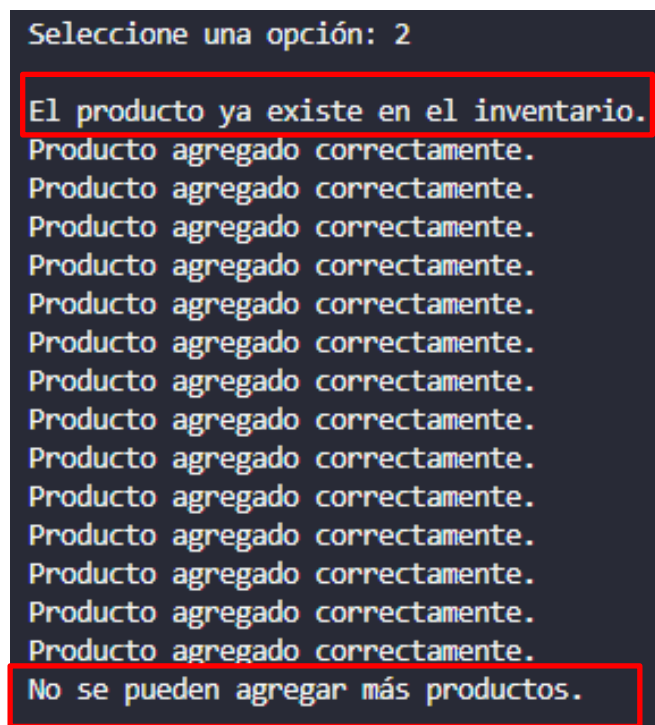 Seleccione una opción: 2
El producto ya existe en el inventario.
Producto agregado correctamente.
Producto agregado correctamente.
Producto agregado correctamente.
Producto agregado correctamente.
Producto agregado correctamente.
Producto agregado correctamente.
Producto agregado correctamente.
Producto agregado correctamente.
Producto agregado correctamente.
Producto agregado correctamente.
Producto agregado correctamente.
Producto agregado correctamente.
Producto agregado correctamente.
Producto agregado correctamente.
No se pueden agregar más productos.